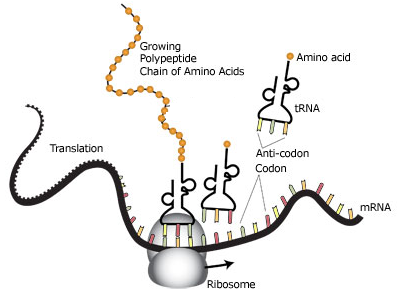 Growing
Polypeptide
Chain of Amino Acids
Amino acid
tRNA
Translation
Anti-codon
Codon
mRNA
Ribosome